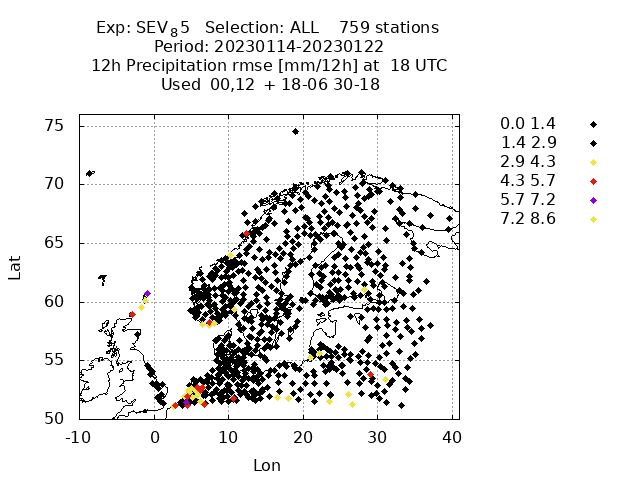 Exp: SEV₈5 Selection: ALL 759 stations
Period: 20230114-20230122
12h Precipitation rmse [mm/12h] at 18 UTC
Used 00,12 + 18-06 30-18
75
70
65
60
55
50
-10 0 10 20 30 40
Lat
Lon
0.0 1.4
1.4 2.9
2.9 4.3
4.3 5.7
5.7 7.2
7.2 8.6